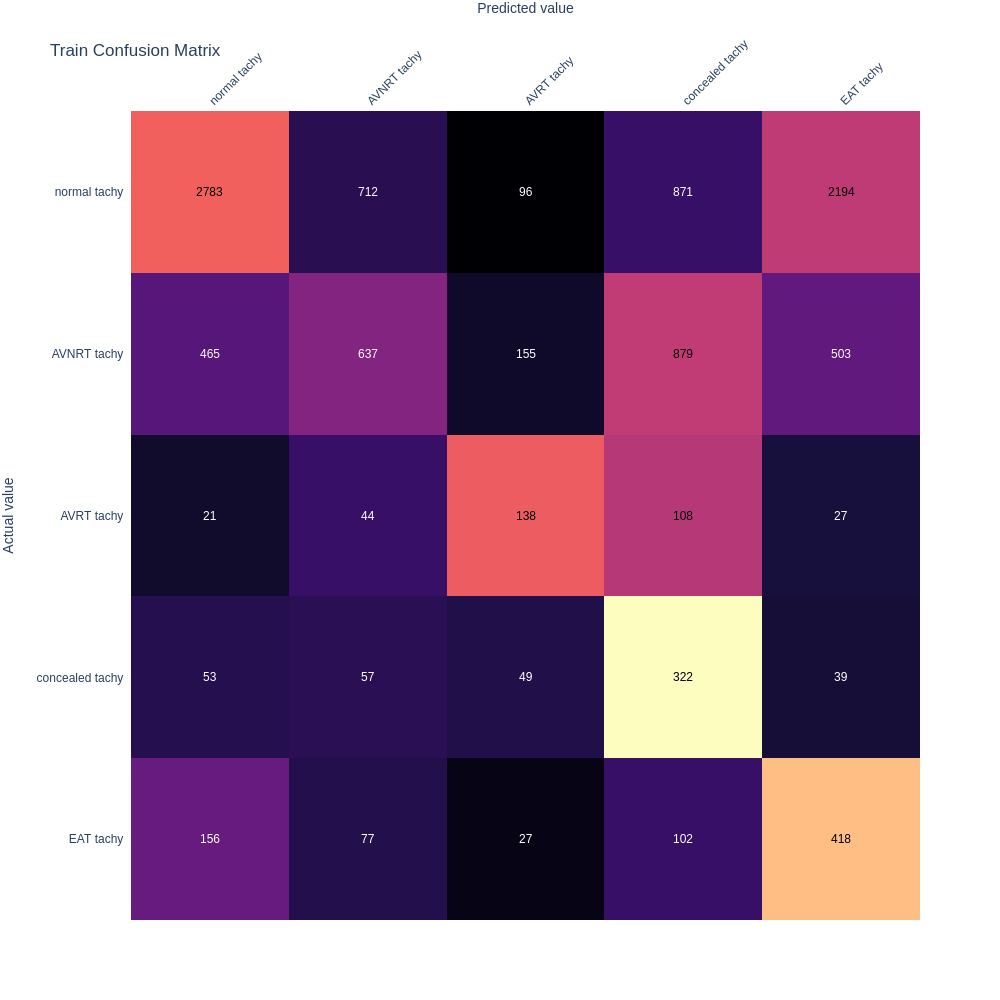 Predicted value
Train Confusion Matrix
normal tachy AVNRT tachy AVRT tachy concealed tachy EAT tachy
normal tachy 2783 712 96 871 2194
AVNRT tachy 465 637 155 879 503
Actual value
AVRT tachy 21 44 138 108 27
concealed tachy 53 57 49 322 39
EAT tachy 156 77 27 102 418